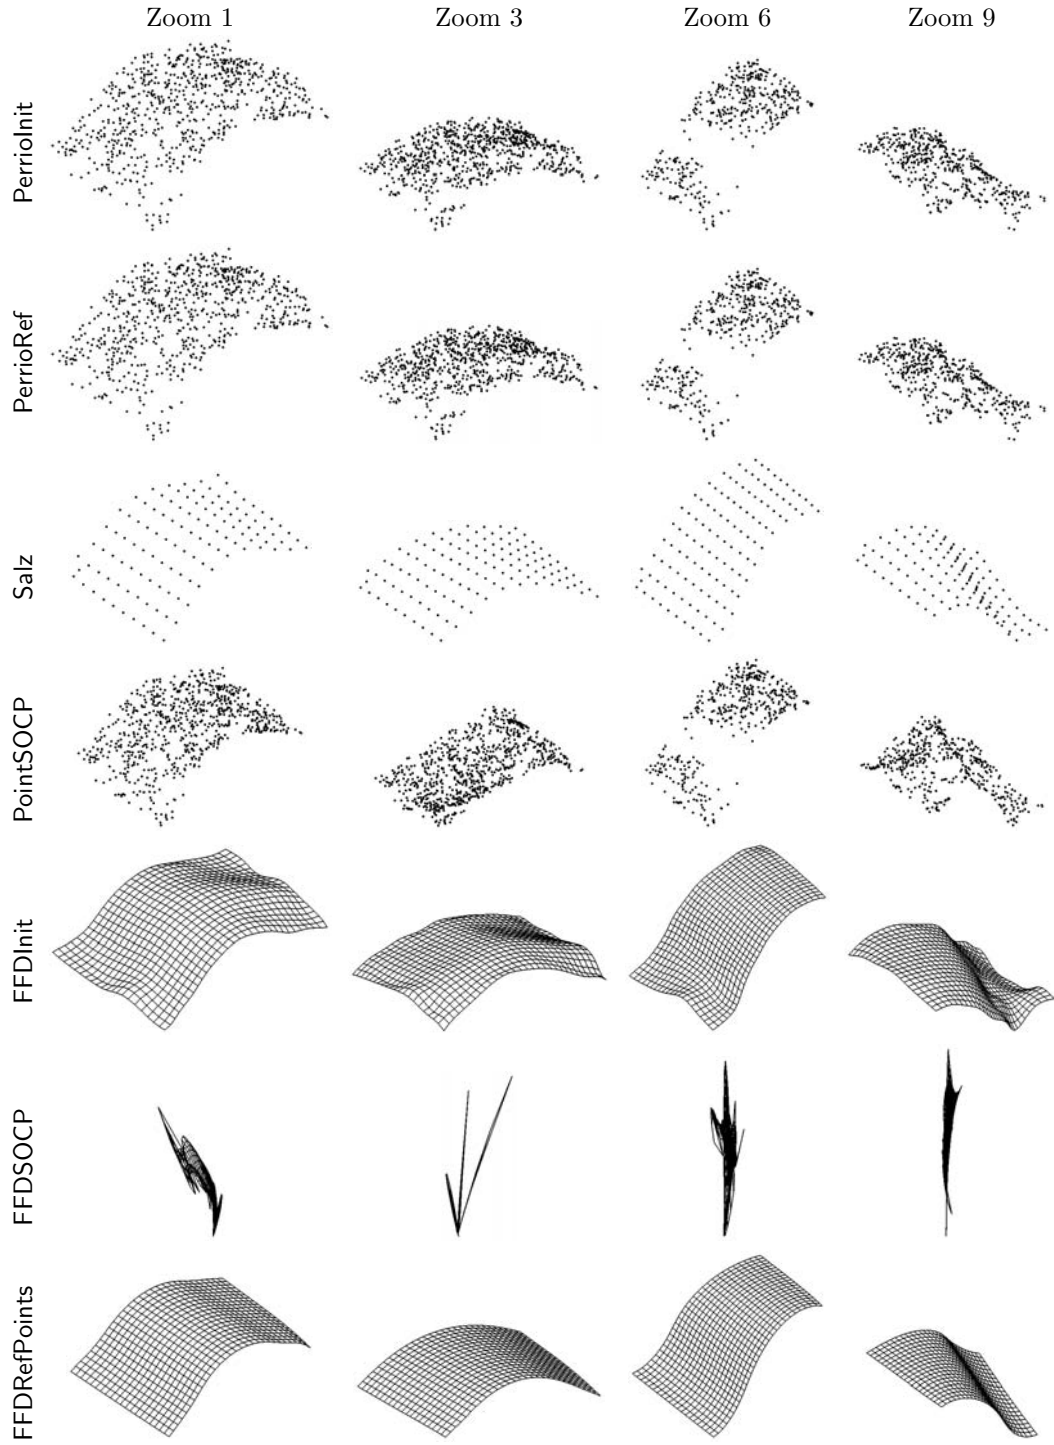 Zoom 1 Zoom 3 Zoom 6 Zoom 9
PerrioInit
PerrioRef
Salz
PointSOCP
FFDInit
FFDSOCP
FFDRefPoints